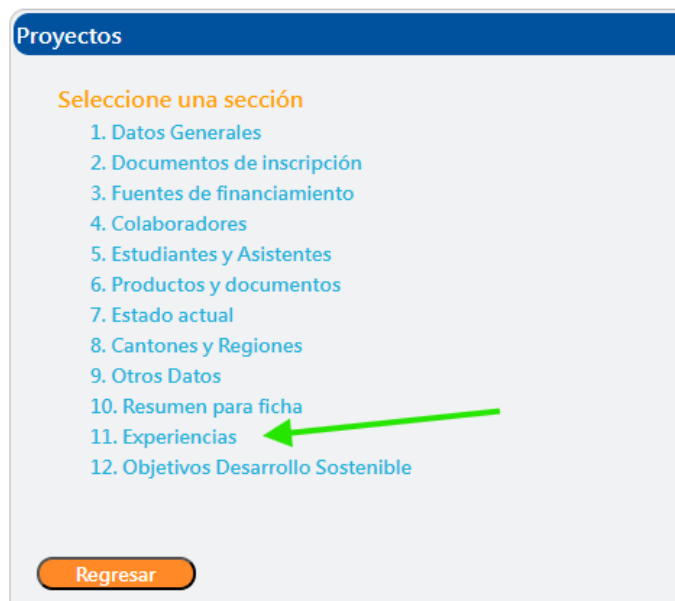 Proyectos
Seleccione una sección
1. Datos Generales
2. Documentos de inscripción
3. Fuentes de financiamiento
4. Colaboradores
5. Estudiantes y Asistentes
6. Productos y documentos
7. Estado actual
8. Cantones y Regiones
9. Otros Datos
10. Resumen para ficha
11. Experiencias
12. Objetivos Desarrollo Sostenible
Regresar